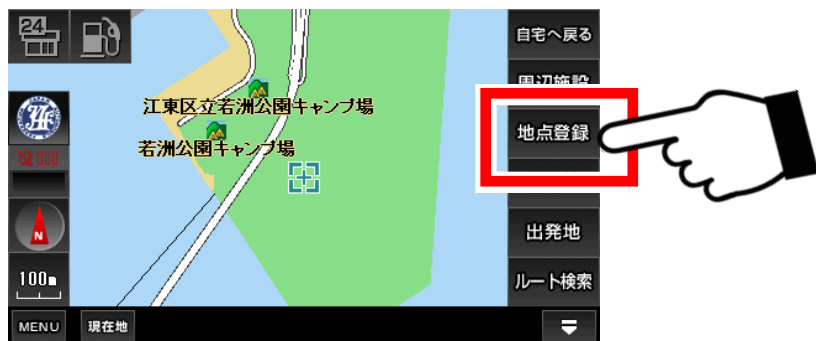 24
自宅へ戻る
周辺施設
江東区立若洲公園キャンプ場
JAF
地点登録
若洲公園キャンプ場
N
出発地
100m
ルート検索
MENU
現在地